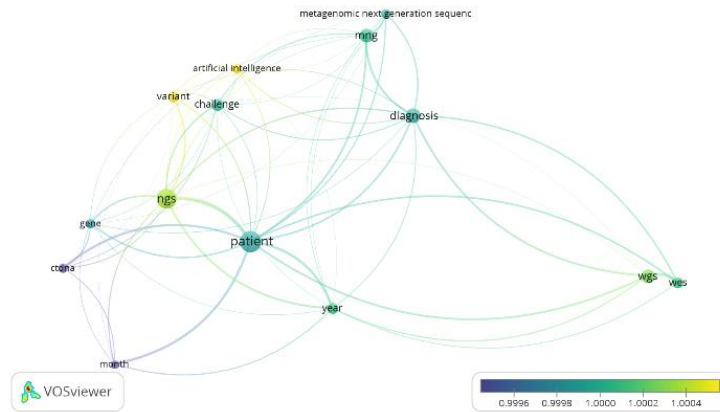 metagenomic next generation sequenc
mng
artificial intelligence
variant
challenge
diagnosis
ngs
gene
patient
ctdna
wgs
wes
year
month
VOSviewer
0.9996 0.9998 1.0000 1.0002 1.0004